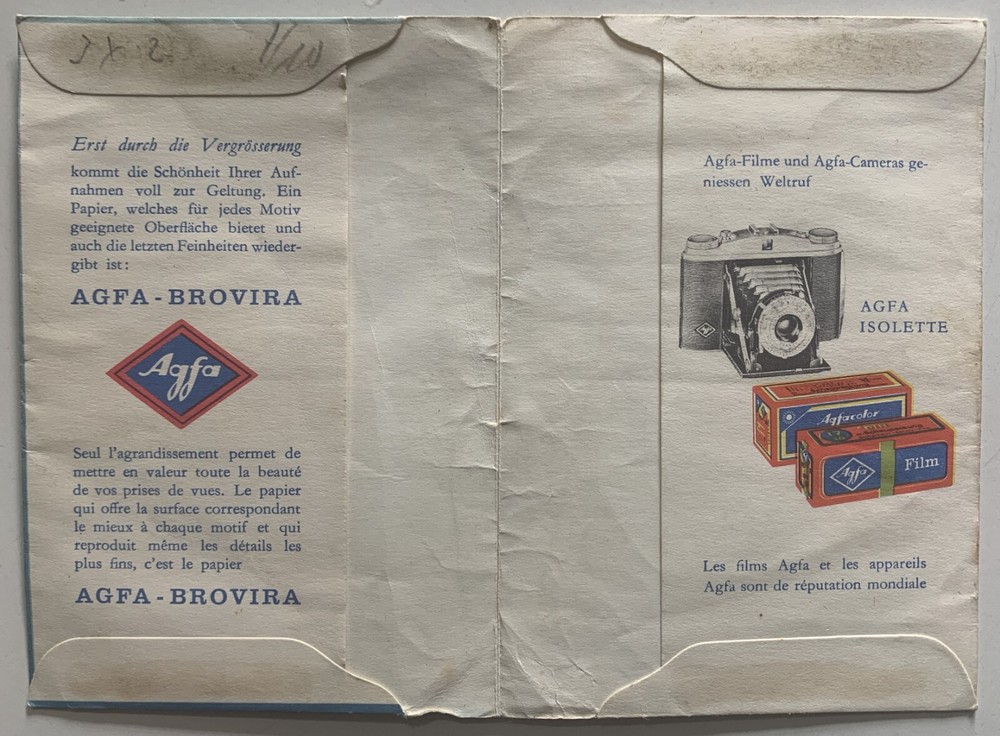 Erst durch die Vergrösserung
kommt die Schönheit Ihrer Auf-
nahmen voll zur Geltung. Ein
Papier, welches für jedes Motiv
geeignete Oberfläche bietet und
auch die letzten Feinheiten wieder-
gibt ist:
AGFA-BROVIRA
Agfa
Seul l'agrandissement permet de
mettre en valeur toute la beauté
de vos prises de vues. Le papier
qui offre la surface correspondant
le mieux à chaque motif et qui
reproduit même les détails les
plus fins, c'est le papier
AGFA-BROVIRA
Agfa-Filme und Agfa-Cameras ge-
niessen Weltruf
AGFA
ISOLETTE
Agfacolor
Agfa
Film
Les films Agfa et les appareils
Agfa sont de réputation mondiale